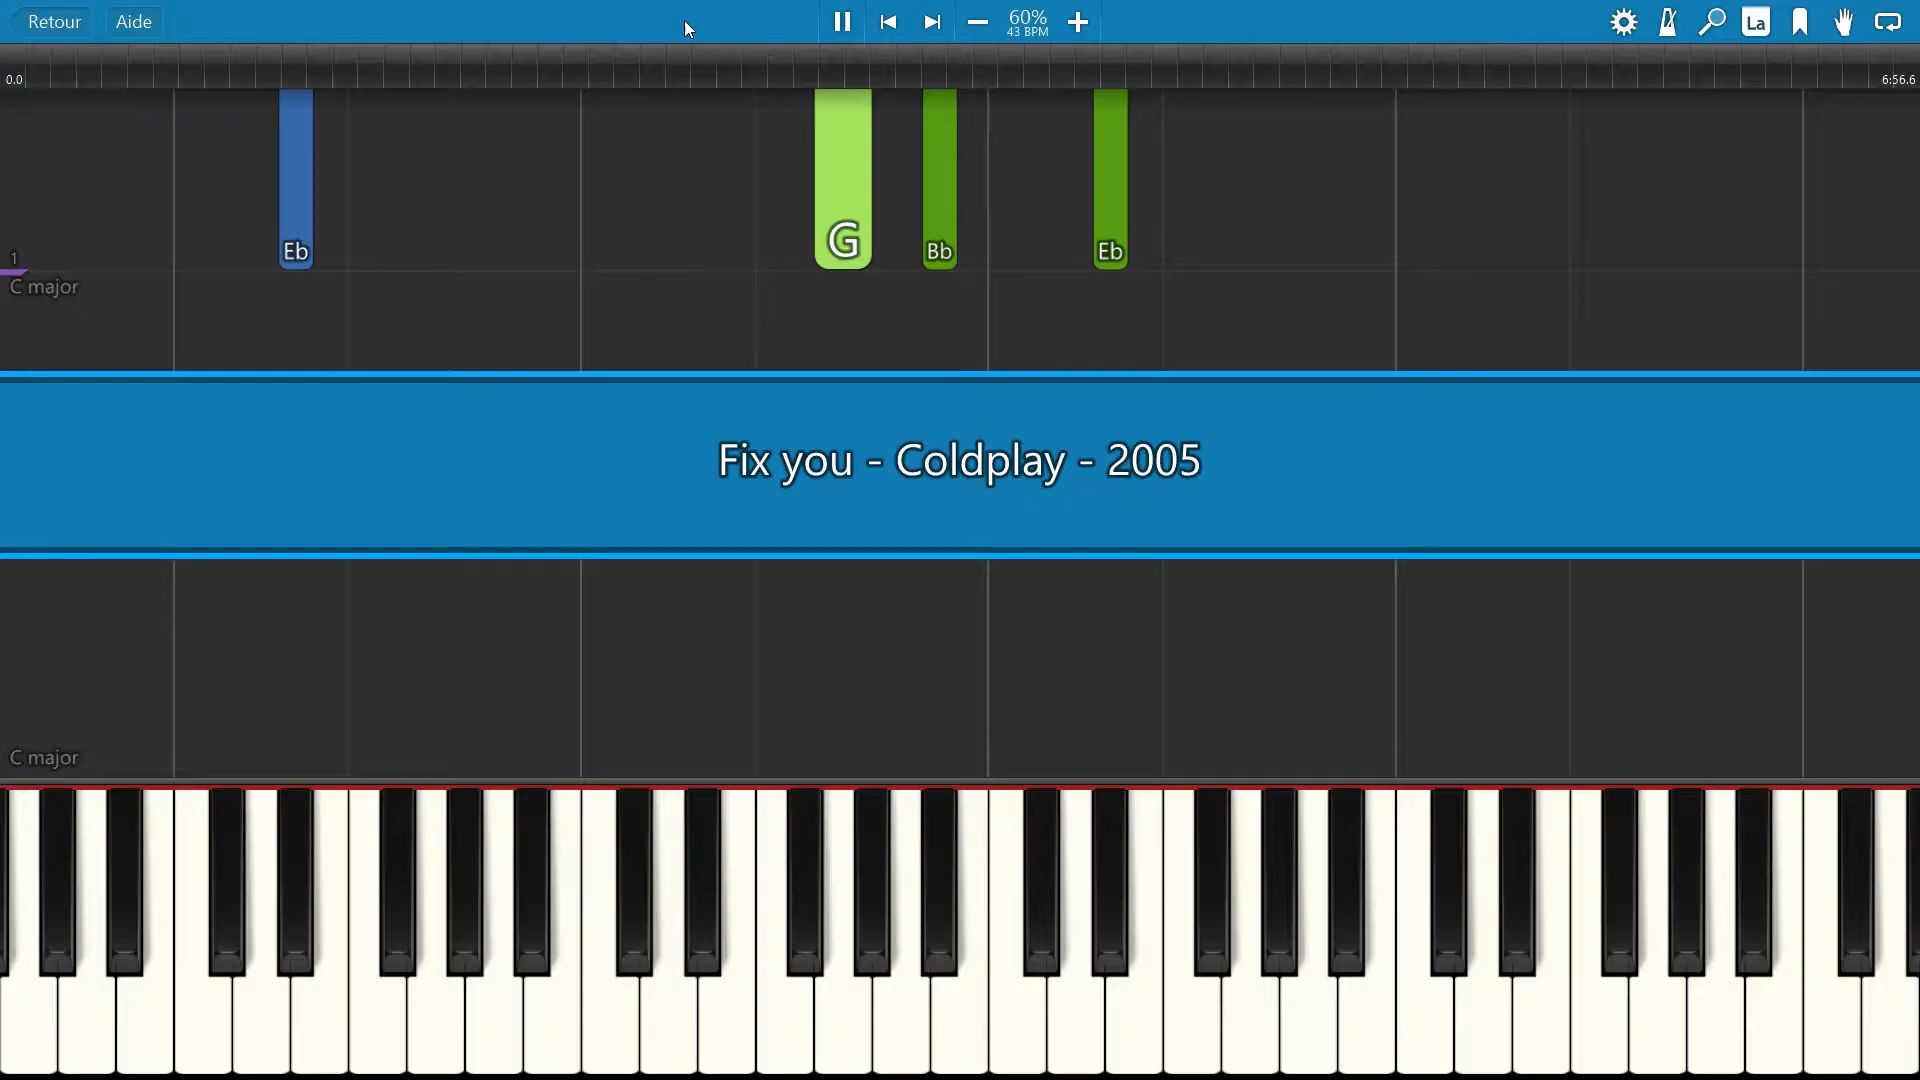 Retour
Aide
60%
43 BPM
La
0.0
6:56.6
Eb
G
Bb
Eb
1
C major
Fix you - Coldplay - 2005
C major